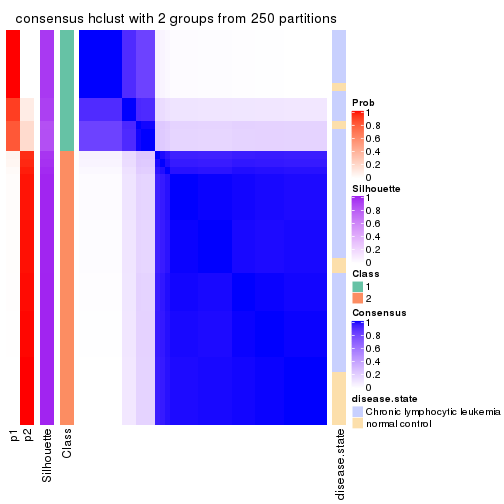 consensus hclust with 2 groups from 250 partitions
Prob
1
0.8
0.6
0.4
0.2
0
Silhouette
1
0.8
0.6
0.4
0.2
0
Class
1
2
Consensus
1
0.8
0.6
0.4
0.2
0
disease.state
Chronic lymphocytic leukemia
normal control
p1
p2
Silhouette
Class
disease.state